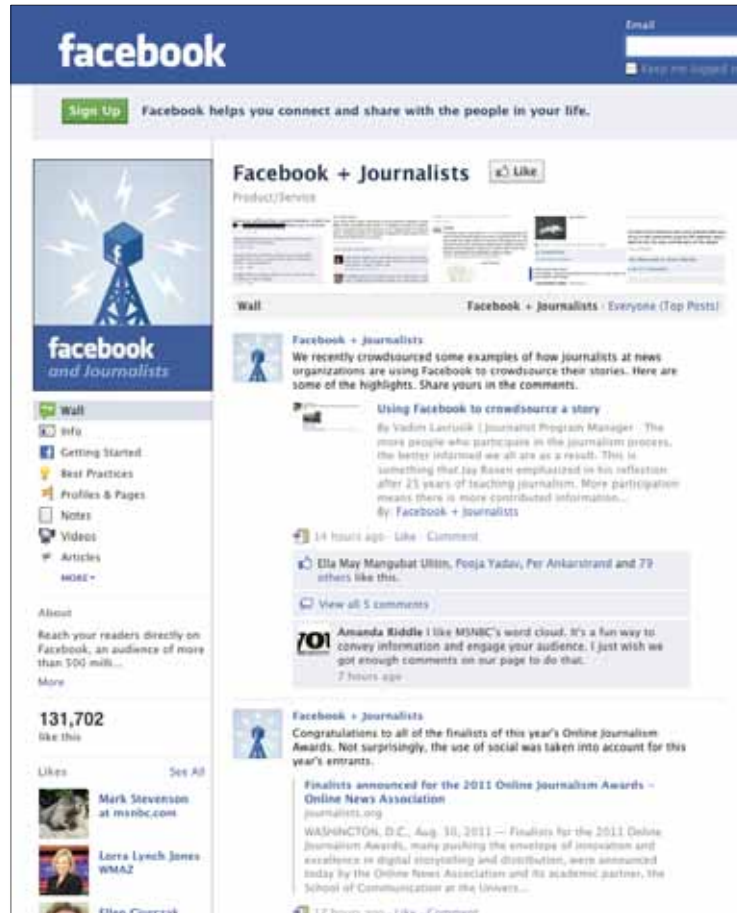 facebook
Email
Keep me logged
Sign Up
Facebook helps you connect and share with the people in your life.
facebook
and Journalists
Wall
Info
Getting Started
Best Practices
Profiles & Pages
Notes
Videos
Articles
MORE
About
Reach your readers directly on
Facebook, an audience of more
than 500 milli...
More
131,702
like this
Likes
See All
Mark Stevenson
at msnbc.com
Lorra Lynch Jones
WMAZ
Facebook + Journalists
Like
Product/Service
Wall
Facebook + Journalists · Everyone (Top Posts)
Facebook + Journalists
We recently crowdsourced some examples of how journalists at news
organizations are using Facebook to crowdsource their stories. Here are
some of the highlights. Share yours in the comments.
Using Facebook to crowdsource a story
By Vadim Lavrusik | Journalist Program Manager The
more people who participate in the journalism process,
the better informed we all are as a result. This is
something that Jay Rosen emphasized in his reflection
after 25 years of teaching journalism. More participation
means there is more contributed information...
By: Facebook + Journalists
14 hours ago · Like · Comment
Ella May Mangubat Ulitin, Pooja Yadav, Per Ankarstrand and 79
others like this.
View all 5 comments
701
Amanda Riddle I like MSNBC's word cloud. It's a fun way to
convey information and engage your audience. I just wish we
got enough comments on our page to do that.
7 hours ago
Facebook + Journalists
Congratulations to all of the finalists of this year's Online Journalism
Awards. Not surprisingly, the use of social was taken into account for this
year's entrants.
Finalists announced for the 2011 Online Journalism Awards –
Online News Association
journalists.org
WASHINGTON, D.C., Aug. 30, 2011 — Finalists for the 2011 Online
Journalism Awards, many pushing the envelope of innovation and
excellence in digital storytelling and distribution, were announced
today by the Online News Association and its academic partner, the
School of Communication at the Univers...
17 hours ago · Like · Comment